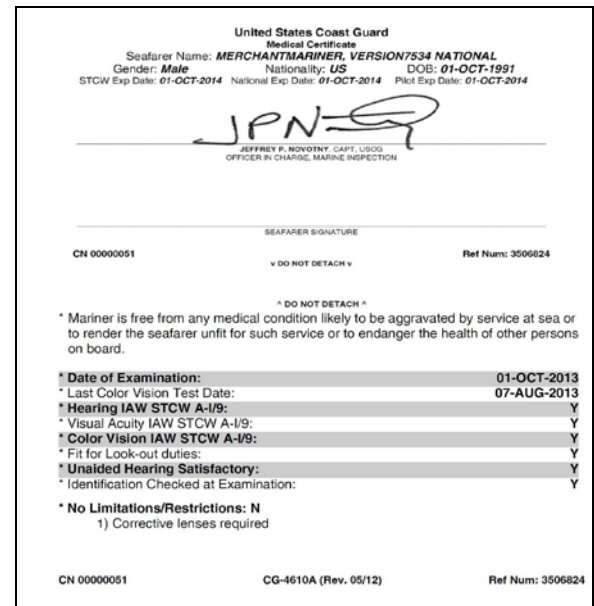 United States Coast Guard
Medical Certificate
Seafarer Name: MERCHANTMARINER, VERSION7534 NATIONAL
Gender: Male Nationality: US DOB: 01-OCT-1991
STCW Exp Date: 01-OCT-2014 National Exp Date: 01-OCT-2014 Pilot Exp Date: 01-OCT-2014
JPN
JEFFREY P. NOVOTNY, CAPT, USCG
OFFICER IN CHARGE, MARINE INSPECTION
SEAFARER SIGNATURE
CN 00000051 Ref Num: 3506824
v DO NOT DETACH v
^ DO NOT DETACH ^
* Mariner is free from any medical condition likely to be aggravated by service at sea or
to render the seafarer unfit for such service or to endanger the health of other persons
on board.
* Date of Examination: 01-OCT-2013
* Last Color Vision Test Date: 07-AUG-2013
* Hearing IAW STCW A-I/9: Y
* Visual Acuity IAW STCW A-I/9: Y
* Color Vision IAW STCW A-I/9: Y
* Fit for Look-out duties: Y
* Unaided Hearing Satisfactory: Y
* Identification Checked at Examination: Y
* No Limitations/Restrictions: N
1) Corrective lenses required
CN 00000051 CG-4610A (Rev. 05/12) Ref Num: 3506824